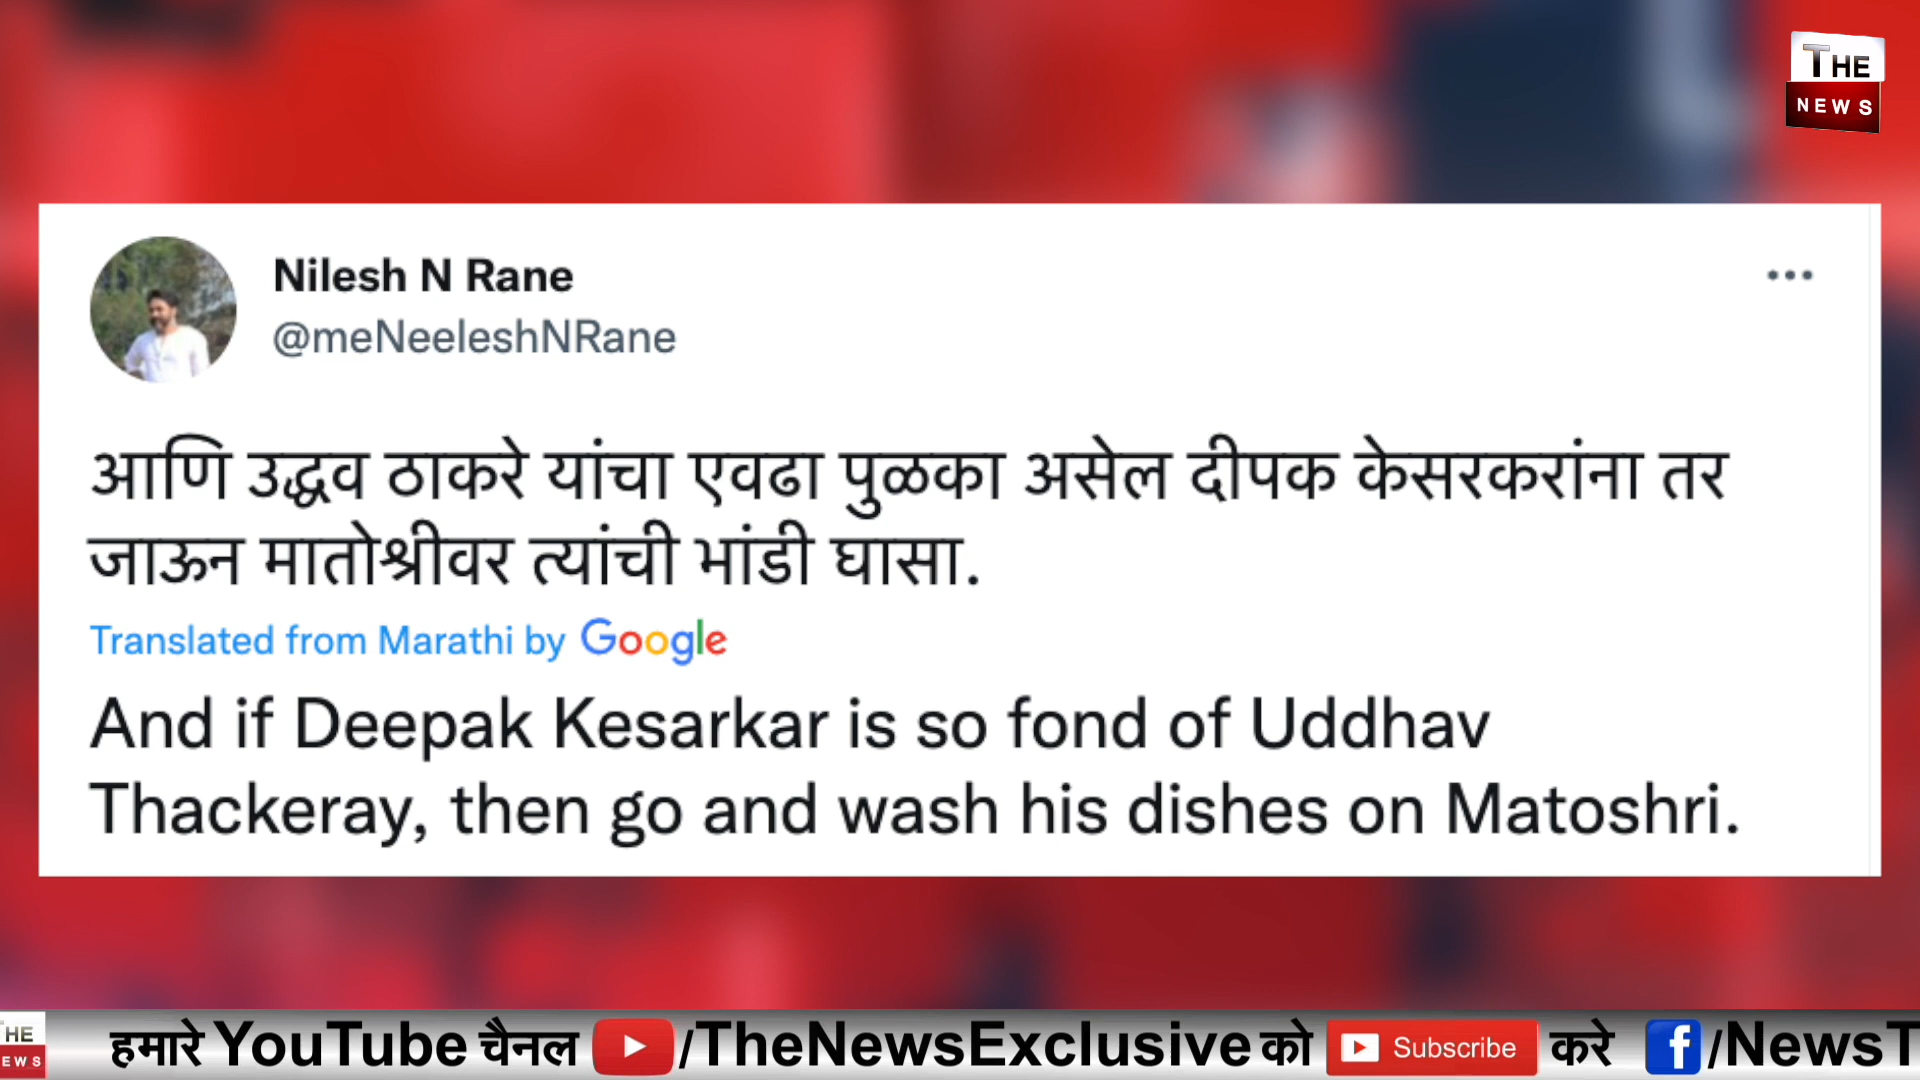 THE
NEWS
Nilesh N Rane
@meNeeleshNRane
आणि उद्धव ठाकरे यांचा एवढा पुळका असेल दीपक केसरकरांना तर
जाऊन मातोश्रीवर त्यांची भांडी घासा.
Translated from Marathi by Google
And if Deepak Kesarkar is so fond of Uddhav
Thackeray, then go and wash his dishes on Matoshri.
हमारे YouTube चैनल /TheNewsExclusive को Subscribe करे f /NewsT